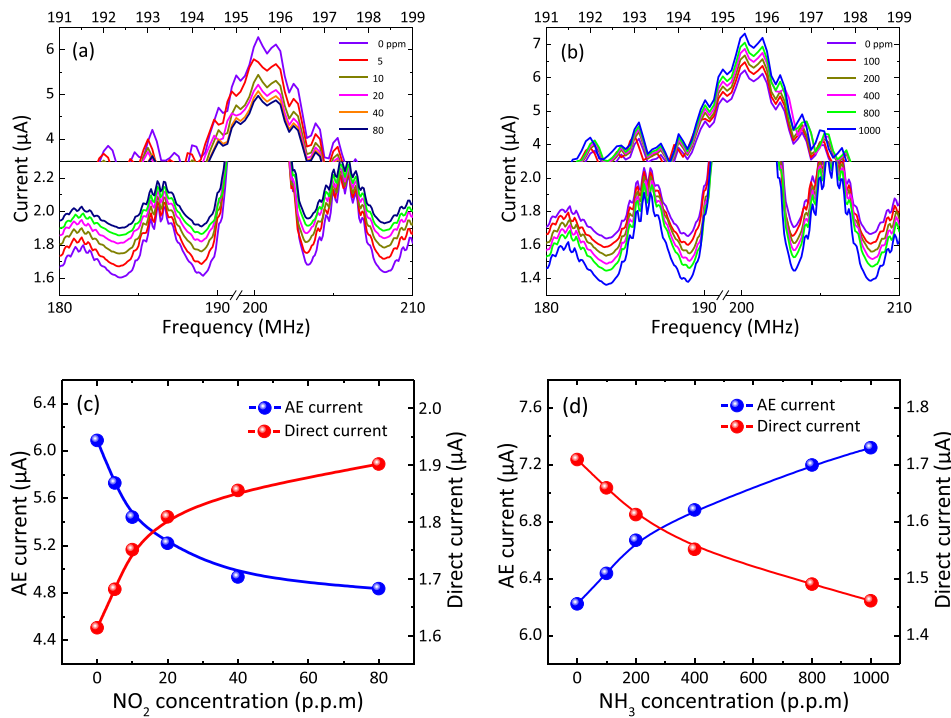 191 192 193 194 195 196 197 198 199
(a)
0 ppm
5
10
20
40
80
6
5
4
2.2
2.0
1.8
1.6
Current (µA)
180 190 200 210
Frequency (MHz)
191 192 193 194 195 196 197 198 199
(b)
0 ppm
100
200
400
800
1000
7
6
5
4
2.0
1.8
1.6
1.4
Current (µA)
180 190 200 210
Frequency (MHz)
(c)
AE current
Direct current
6.4
6.0
5.6
5.2
4.8
4.4
AE current (µA)
2.0
1.9
1.8
1.7
1.6
Direct current (µA)
0 20 40 60 80
NO2 concentration (p.p.m)
(d)
AE current
Direct current
7.6
7.2
6.8
6.4
6.0
AE current (µA)
1.8
1.7
1.6
1.5
1.4
Direct current (µA)
0 200 400 600 800 1000
NH3 concentration (p.p.m)